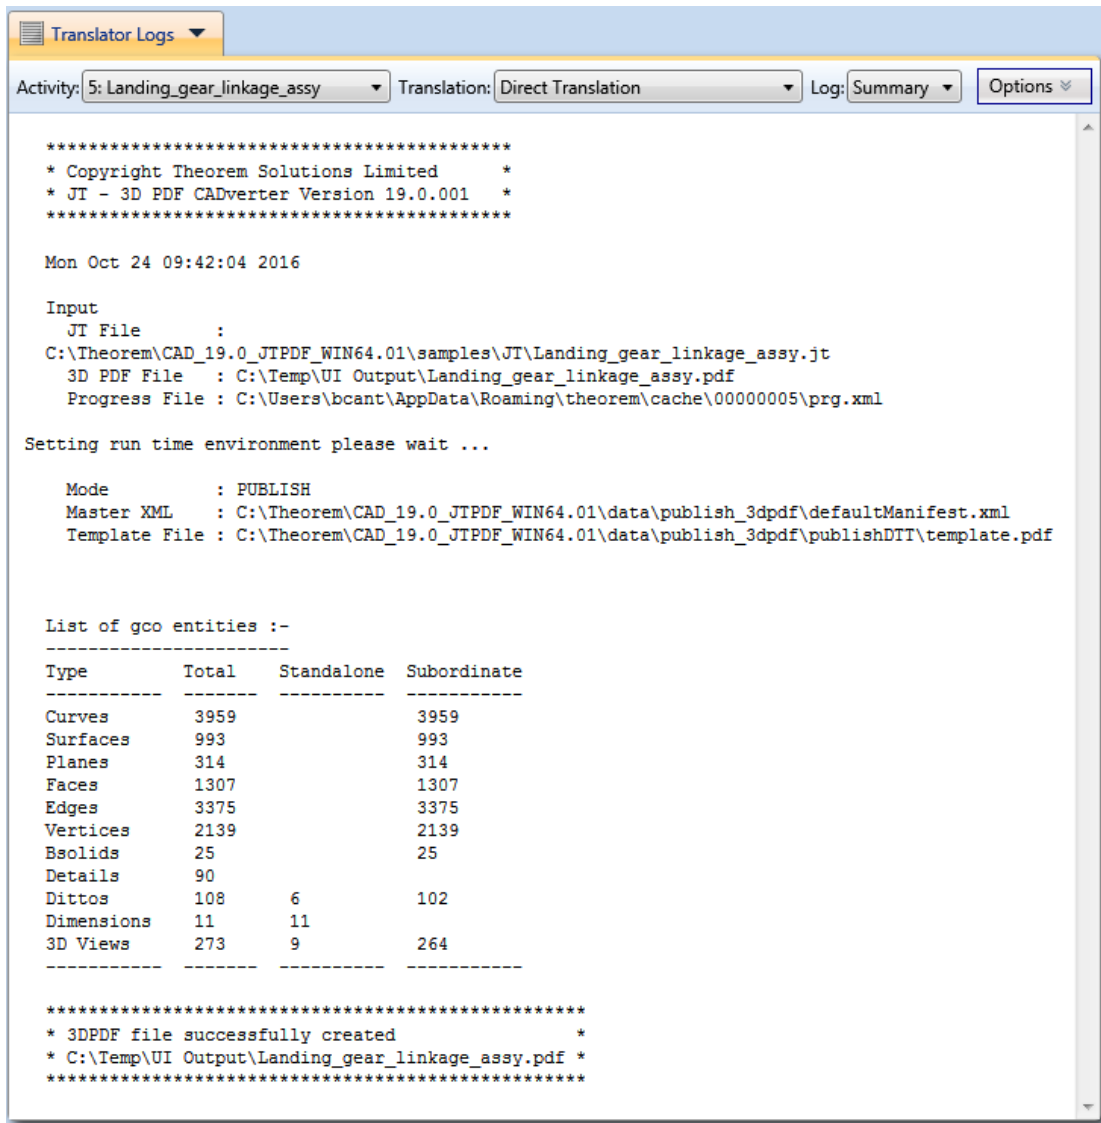 Translator Logs
Activity: 5: Landing_gear_linkage_assy Translation: Direct Translation Log: Summary Options
********************************************
* Copyright Theorem Solutions Limited      *
* JT - 3D PDF CADverter Version 19.0.001   *
********************************************
Mon Oct 24 09:42:04 2016
Input
JT File       :
C:\Theorem\CAD_19.0_JTPDF_WIN64.01\samples\JT\Landing_gear_linkage_assy.jt
3D PDF File   : C:\Temp\UI Output\Landing_gear_linkage_assy.pdf
Progress File : C:\Users\bcant\AppData\Roaming\theorem\cache\00000005\prg.xml
Setting run time environment please wait ...
Mode          : PUBLISH
Master XML    : C:\Theorem\CAD_19.0_JTPDF_WIN64.01\data\publish_3dpdf\defaultManifest.xml
Template File : C:\Theorem\CAD_19.0_JTPDF_WIN64.01\data\publish_3dpdf\publishDTT\template.pdf
List of gco entities :-
-----------------------
Type         Total    Standalone  Subordinate
-----------  -------  ----------  -----------
Curves        3959                 3959
Surfaces      993                  993
Planes        314                  314
Faces         1307                 1307
Edges         3375                 3375
Vertices      2139                 2139
Bsolids       25                   25
Details       90
Dittos        108      6           102
Dimensions    11       11
3D Views      273      9           264
-----------  -------  ----------  -----------
***************************************************
* 3DPDF file successfully created                 *
* C:\Temp\UI Output\Landing_gear_linkage_assy.pdf *
***************************************************